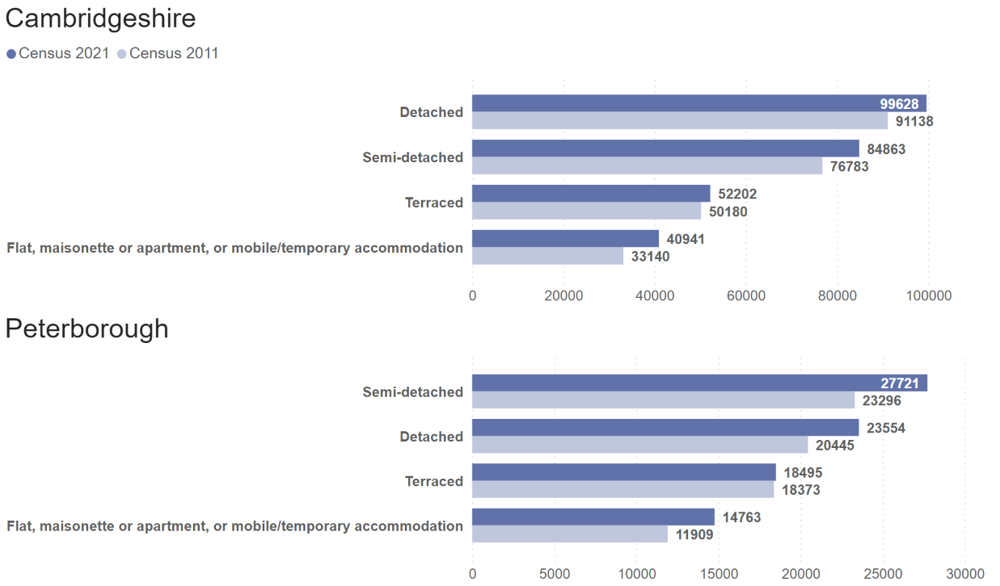 Cambridgeshire
Census 2021 Census 2011
Detached
99628
91138
Semi-detached
84863
76783
Terraced
52202
50180
Flat, maisonette or apartment, or mobile/temporary accommodation
40941
33140
0 20000 40000 60000 80000 100000
Peterborough
Semi-detached
27721
23296
Detached
23554
20445
Terraced
18495
18373
Flat, maisonette or apartment, or mobile/temporary accommodation
14763
11909
0 5000 10000 15000 20000 25000 30000